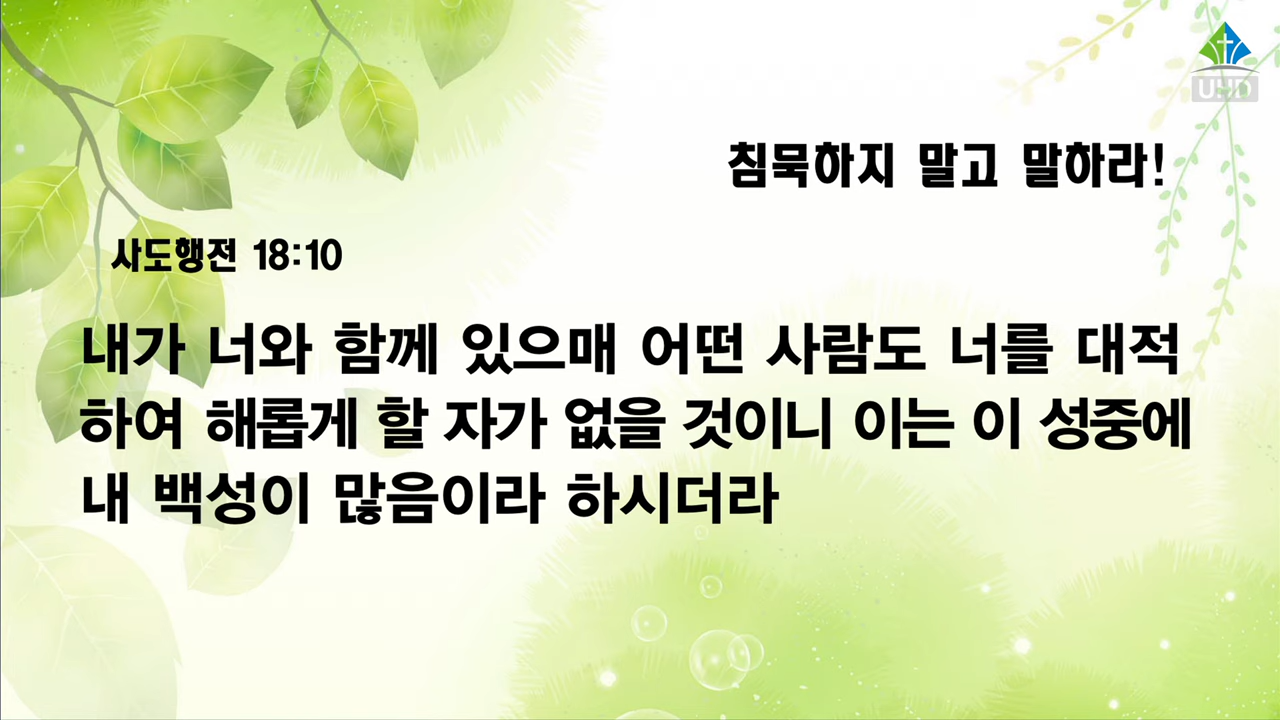 UHD
침묵하지 말고 말하라!
사도행전 18:10
내가 너와 함께 있으매 어떤 사람도 너를 대적
하여 해롭게 할 자가 없을 것이니 이는 이 성중에
내 백성이 많음이라 하시더라